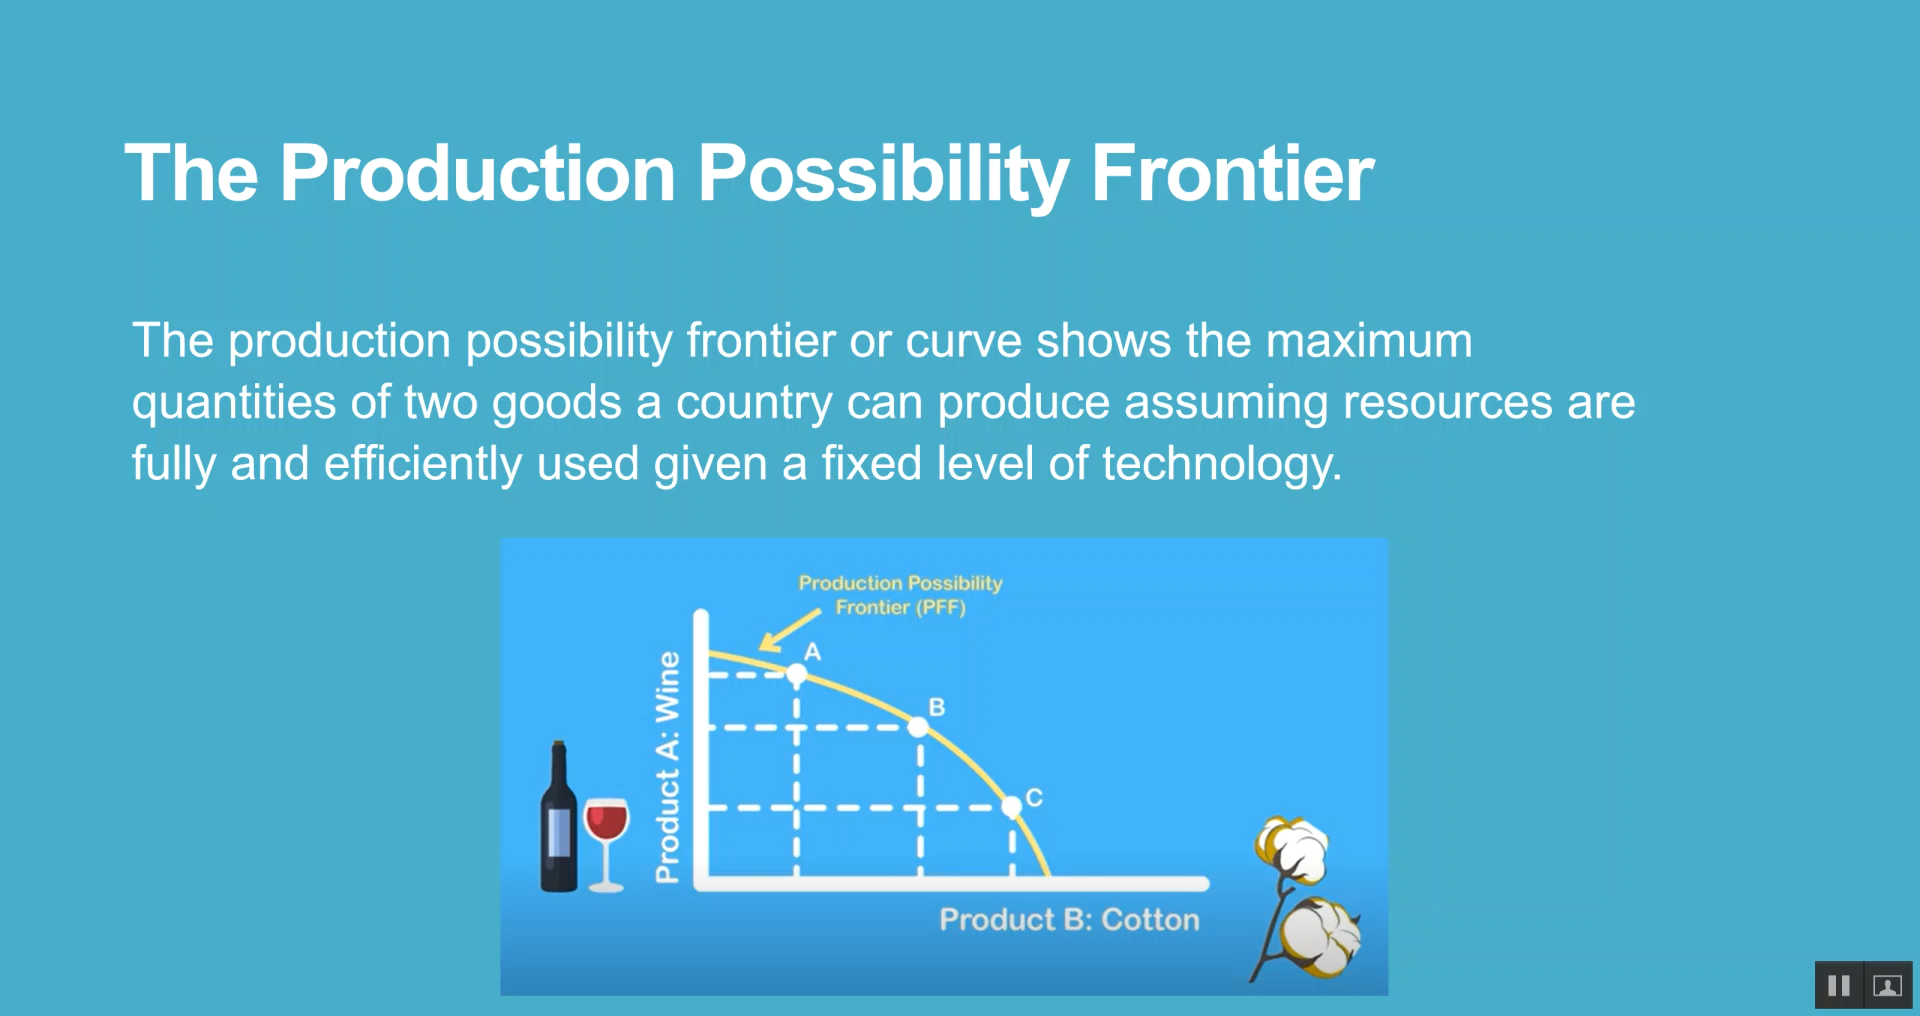 The Production Possibility Frontier
The production possibility frontier or curve shows the maximum
quantities of two goods a country can produce assuming resources are
fully and efficiently used given a fixed level of technology.
Production Possibility
Frontier (PFF)
A
B
C
Product A: Wine
Product B: Cotton